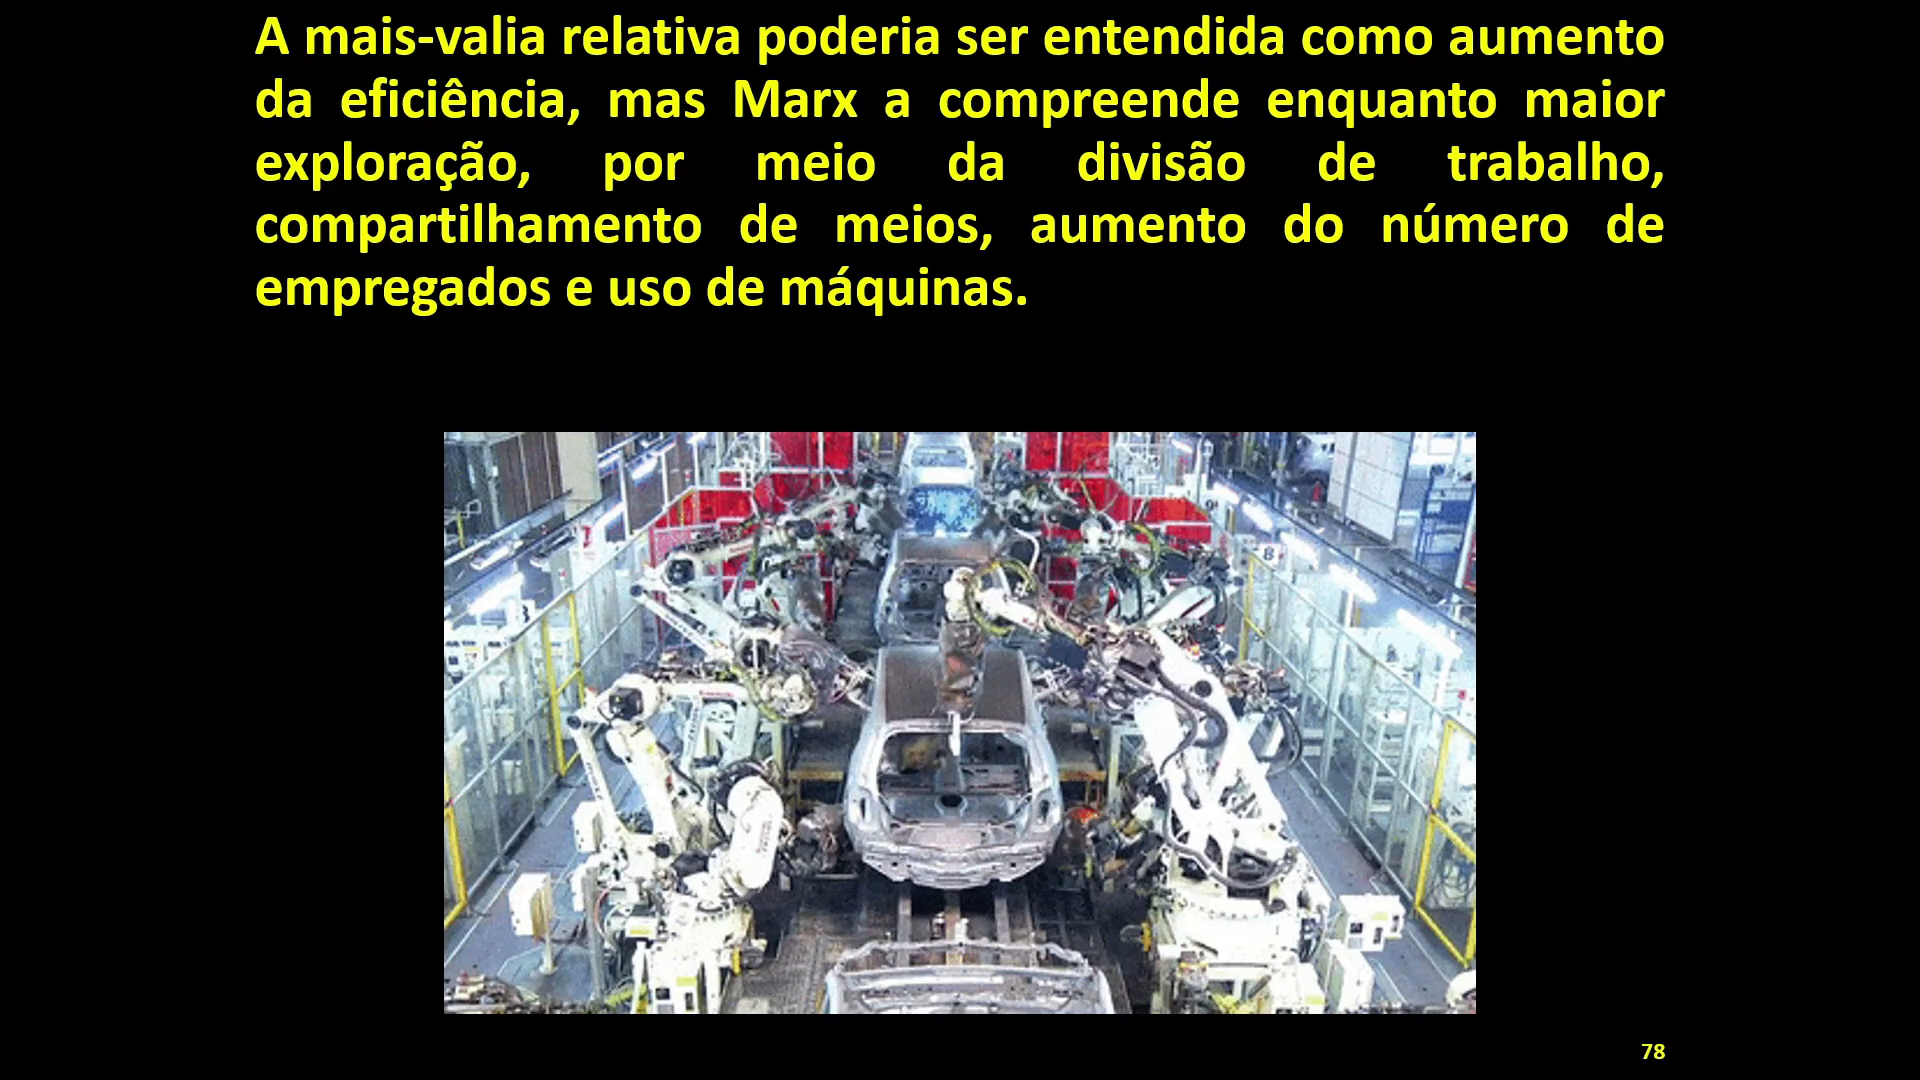 A mais-valia relativa poderia ser entendida como aumento
da eficiência, mas Marx a compreende enquanto maior
exploração, por meio da divisão de trabalho,
compartilhamento de meios, aumento do número de
empregados e uso de máquinas.
8
78